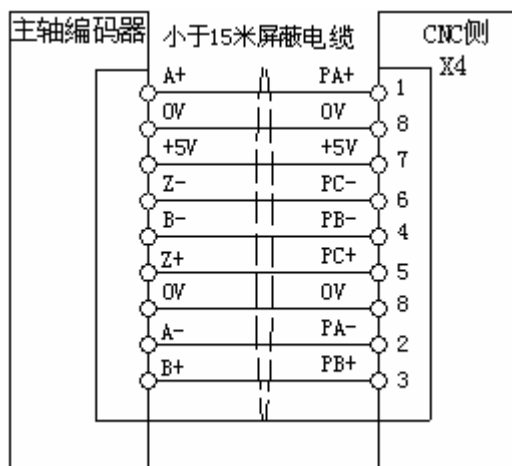 主轴编码器 小于15米屏蔽电缆 CNC侧
X4
A+ PA+ 1
0V 0V 8
+5V +5V 7
Z- PC- 6
B- PB- 4
Z+ PC+ 5
0V 0V 8
A- PA- 2
B+ PB+ 3